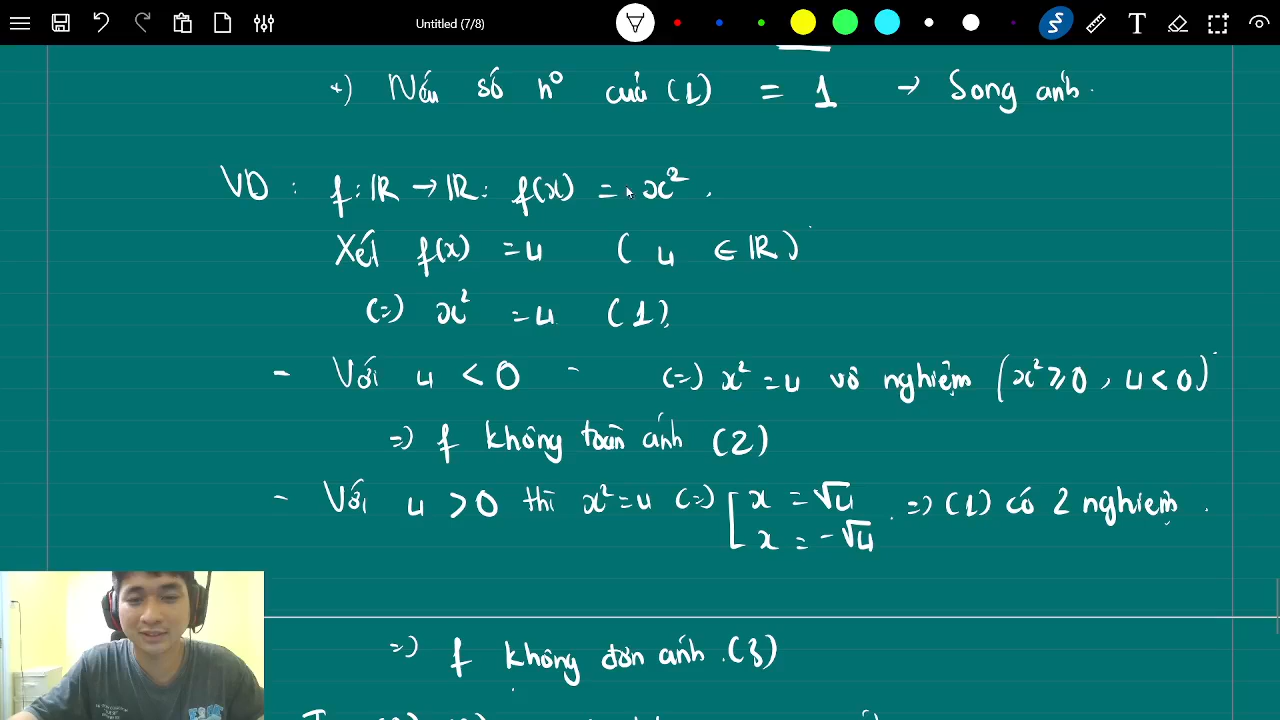 Untitled (7/8)
+) Nếu số nº của (1) = 1 → Song ánh.
VD : f: ℝ → ℝ: f(x) = x².
Xét f(x) = u ( u ∈ ℝ)
(=) x² = u (1)
- Với u < 0 (=) x² = u vô nghiệm (x² ⩾ 0, u < 0)
=) f không toàn ánh (2)
- Với u > 0 thì x² = u (=) [ x = √u
x = -√u . =) (1) có 2 nghiệm.
=) f không đơn ánh. (3)